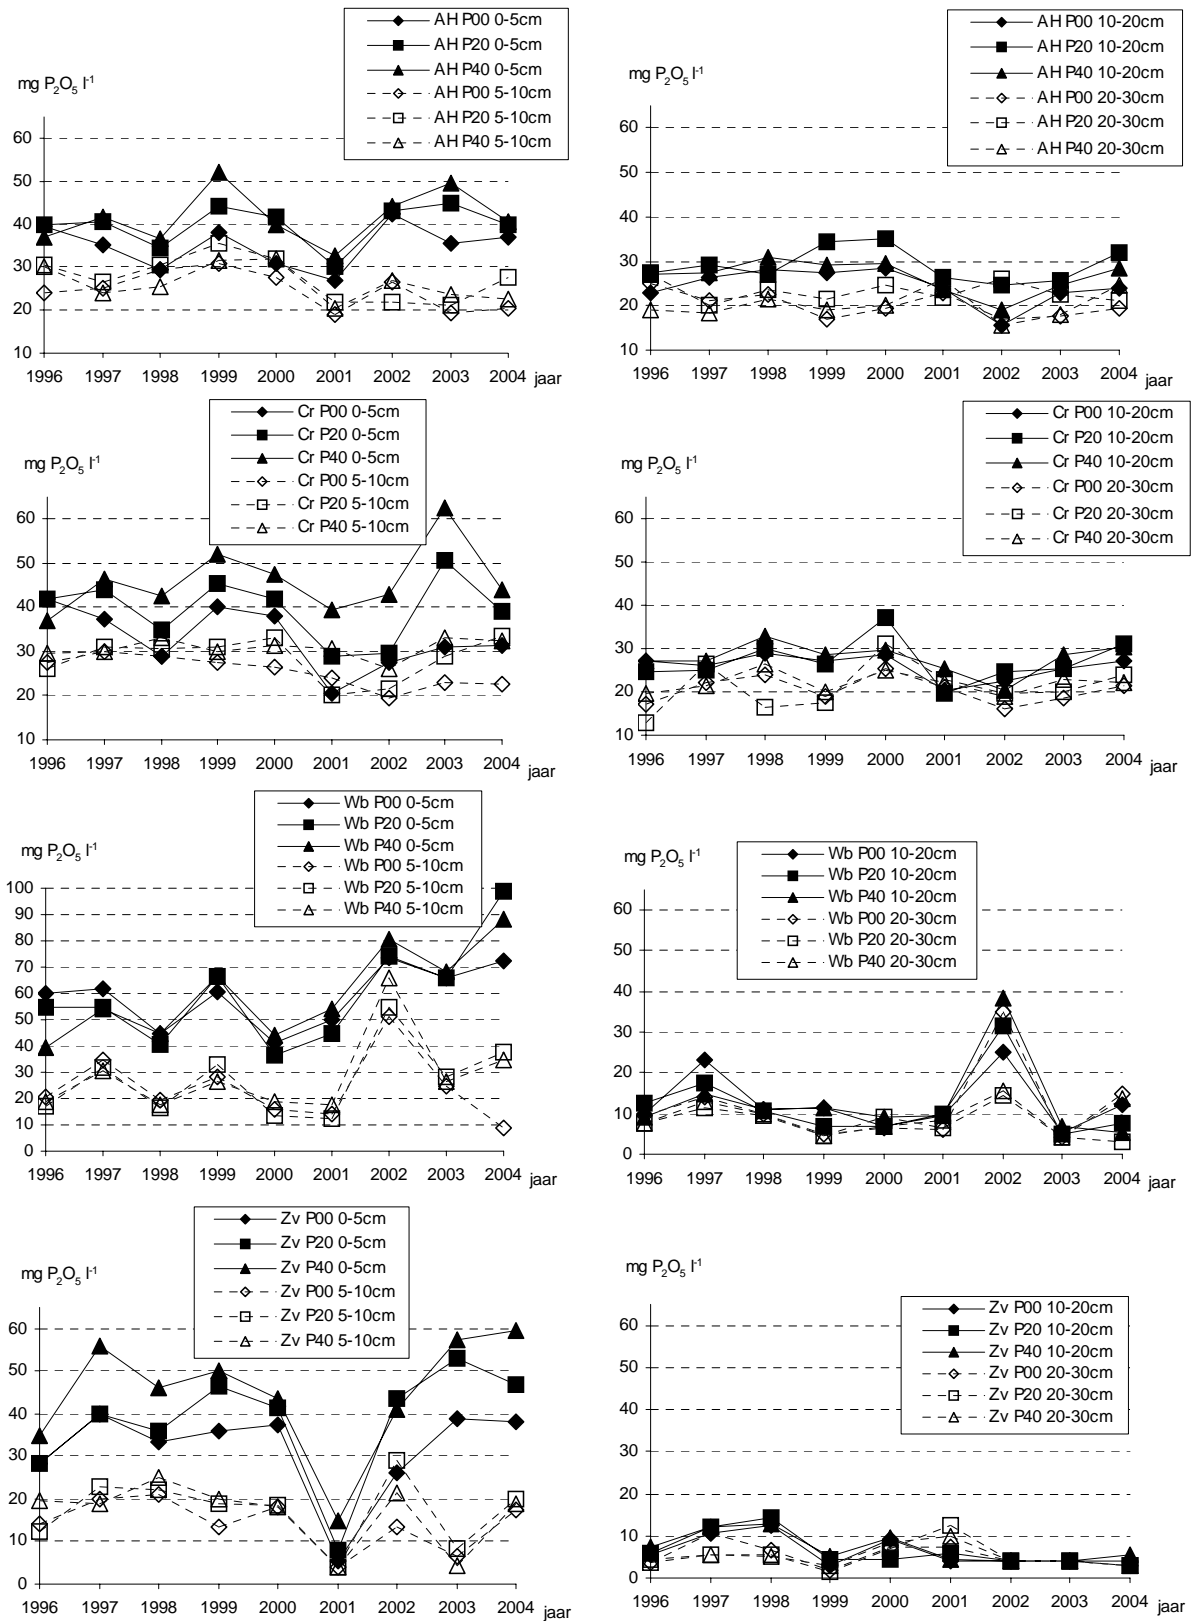 AH P00 0-5cm
AH P20 0-5cm
AH P40 0-5cm
AH P00 5-10cm
AH P20 5-10cm
AH P40 5-10cm
mg P₂O₅ l⁻¹
60
50
40
30
20
10
1996 1997 1998 1999 2000 2001 2002 2003 2004 jaar
AH P00 10-20cm
AH P20 10-20cm
AH P40 10-20cm
AH P00 20-30cm
AH P20 20-30cm
AH P40 20-30cm
mg P₂O₅ l⁻¹
60
50
40
30
20
10
1996 1997 1998 1999 2000 2001 2002 2003 2004 jaar
Cr P00 0-5cm
Cr P20 0-5cm
Cr P40 0-5cm
Cr P00 5-10cm
Cr P20 5-10cm
Cr P40 5-10cm
mg P₂O₅ l⁻¹
60
50
40
30
20
10
1996 1997 1998 1999 2000 2001 2002 2003 2004 jaar
Cr P00 10-20cm
Cr P20 10-20cm
Cr P40 10-20cm
Cr P00 20-30cm
Cr P20 20-30cm
Cr P40 20-30cm
mg P₂O₅ l⁻¹
60
50
40
30
20
10
1996 1997 1998 1999 2000 2001 2002 2003 2004 jaar
Wb P00 0-5cm
Wb P20 0-5cm
Wb P40 0-5cm
Wb P00 5-10cm
Wb P20 5-10cm
Wb P40 5-10cm
mg P₂O₅ l⁻¹
100
90
80
70
60
50
40
30
20
10
0
1996 1997 1998 1999 2000 2001 2002 2003 2004 jaar
Wb P00 10-20cm
Wb P20 10-20cm
Wb P40 10-20cm
Wb P00 20-30cm
Wb P20 20-30cm
Wb P40 20-30cm
mg P₂O₅ l⁻¹
60
50
40
30
20
10
0
1996 1997 1998 1999 2000 2001 2002 2003 2004 jaar
Zv P00 0-5cm
Zv P20 0-5cm
Zv P40 0-5cm
Zv P00 5-10cm
Zv P20 5-10cm
Zv P40 5-10cm
mg P₂O₅ l⁻¹
60
50
40
30
20
10
0
1996 1997 1998 1999 2000 2001 2002 2003 2004 jaar
Zv P00 10-20cm
Zv P20 10-20cm
Zv P40 10-20cm
Zv P00 20-30cm
Zv P20 20-30cm
Zv P40 20-30cm
mg P₂O₅ l⁻¹
60
50
40
30
20
10
0
1996 1997 1998 1999 2000 2001 2002 2003 2004 jaar